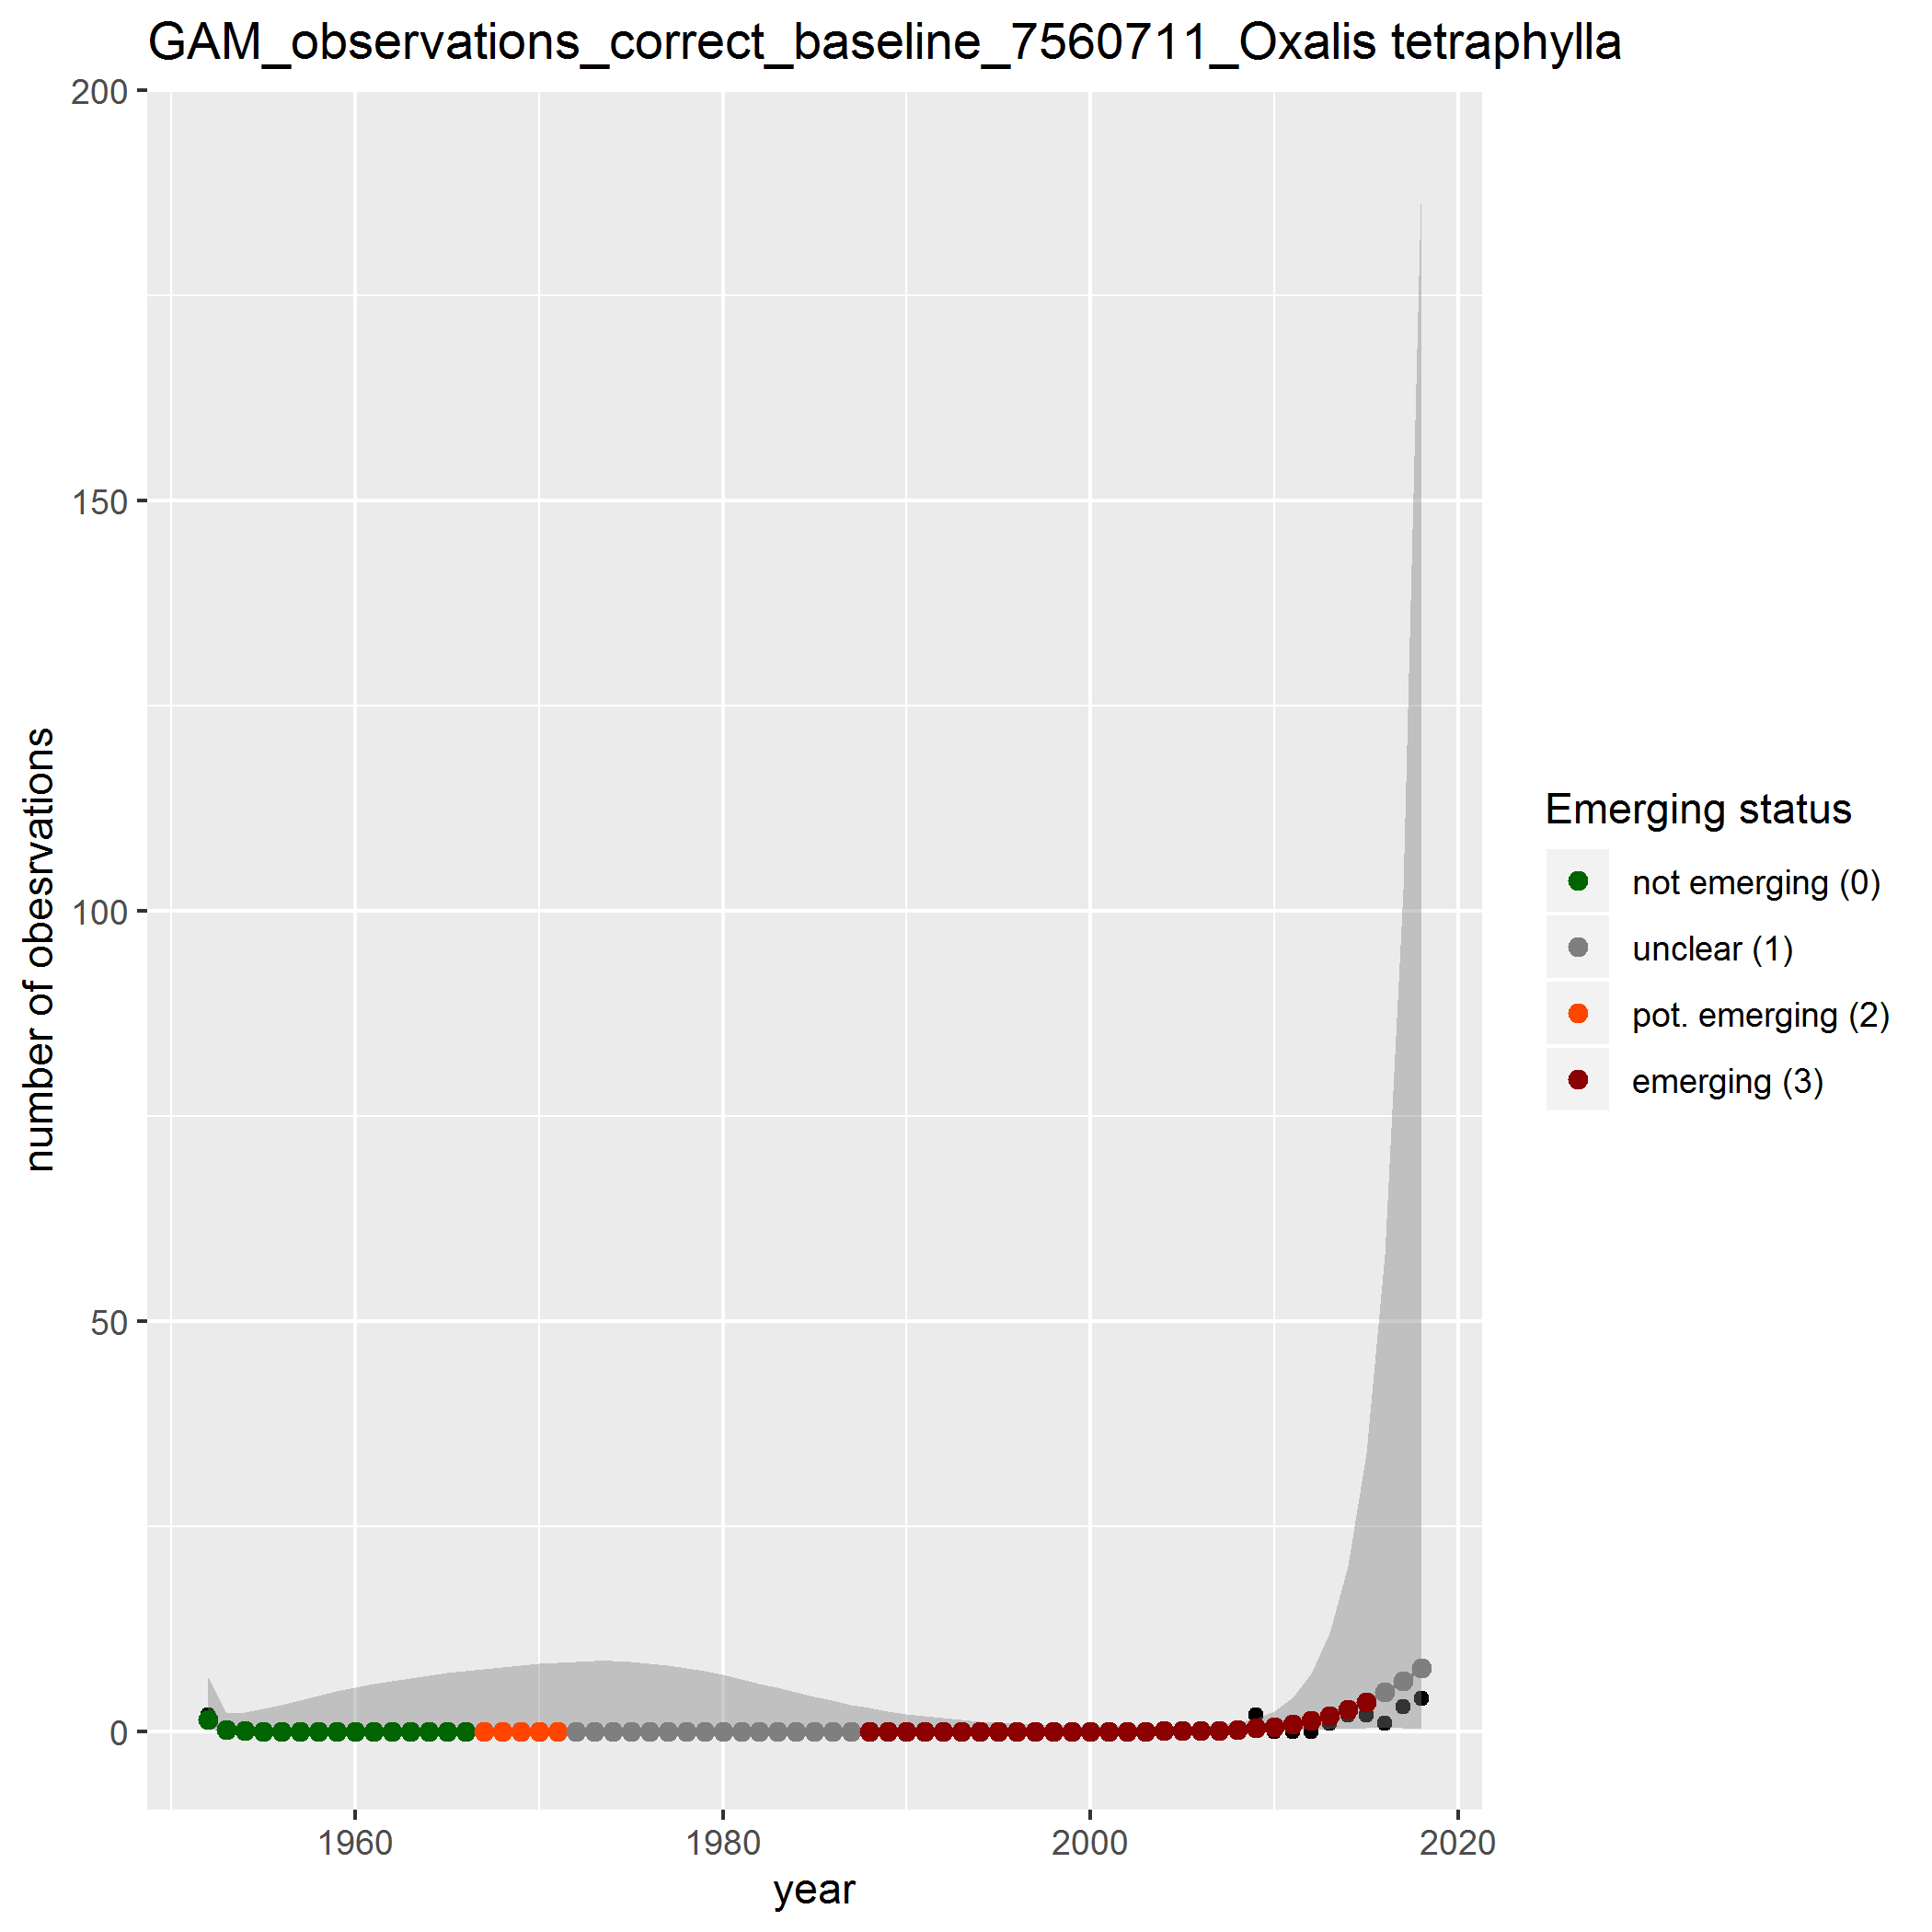 GAM_observations_correct_baseline_7560711_Oxalis tetraphylla
200
150
100
50
0
number of obesrvations
1960
1980
2000
2020
year
Emerging status
not emerging (0)
unclear (1)
pot. emerging (2)
emerging (3)